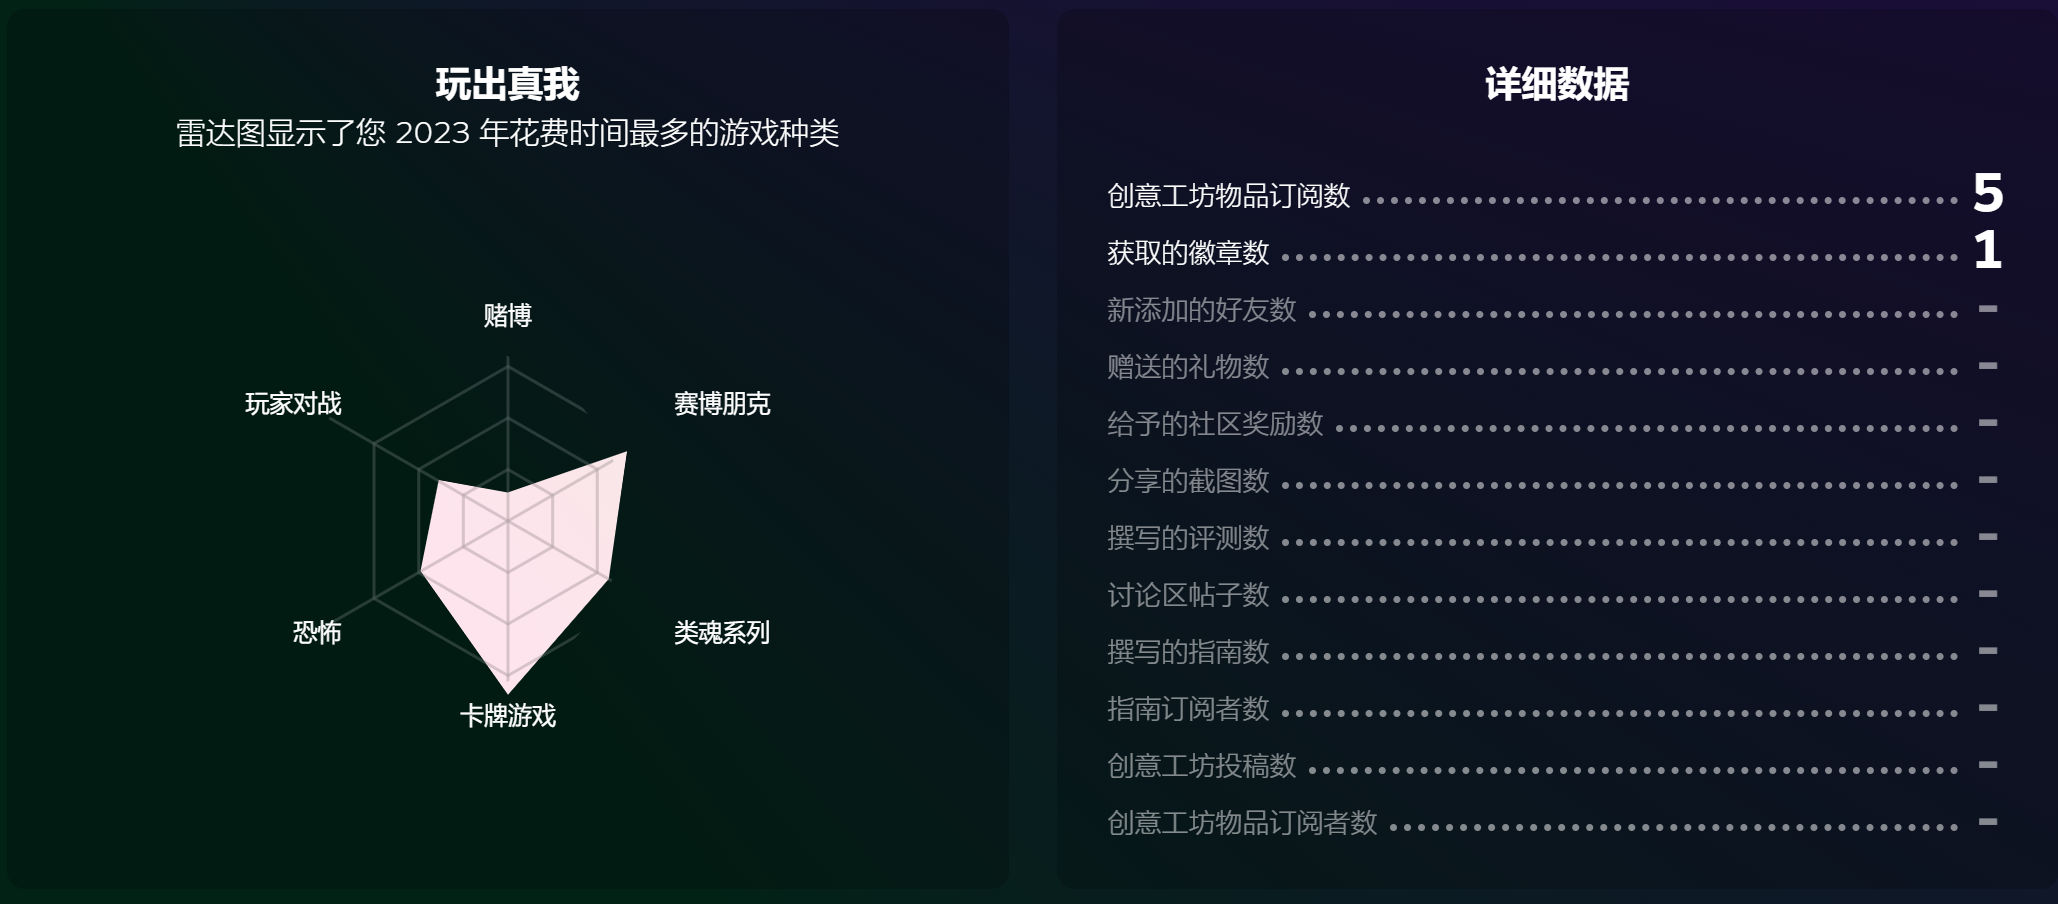 玩出真我
雷达图显示了您 2023 年花费时间最多的游戏种类
赌博
玩家对战
赛博朋克
恐怖
类魂系列
卡牌游戏
详细数据
创意工坊物品订阅数 5
获取的徽章数 1
新添加的好友数 -
赠送的礼物数 -
给予的社区奖励数 -
分享的截图数 -
撰写的评测数 -
讨论区帖子数 -
撰写的指南数 -
指南订阅者数 -
创意工坊投稿数 -
创意工坊物品订阅者数 -